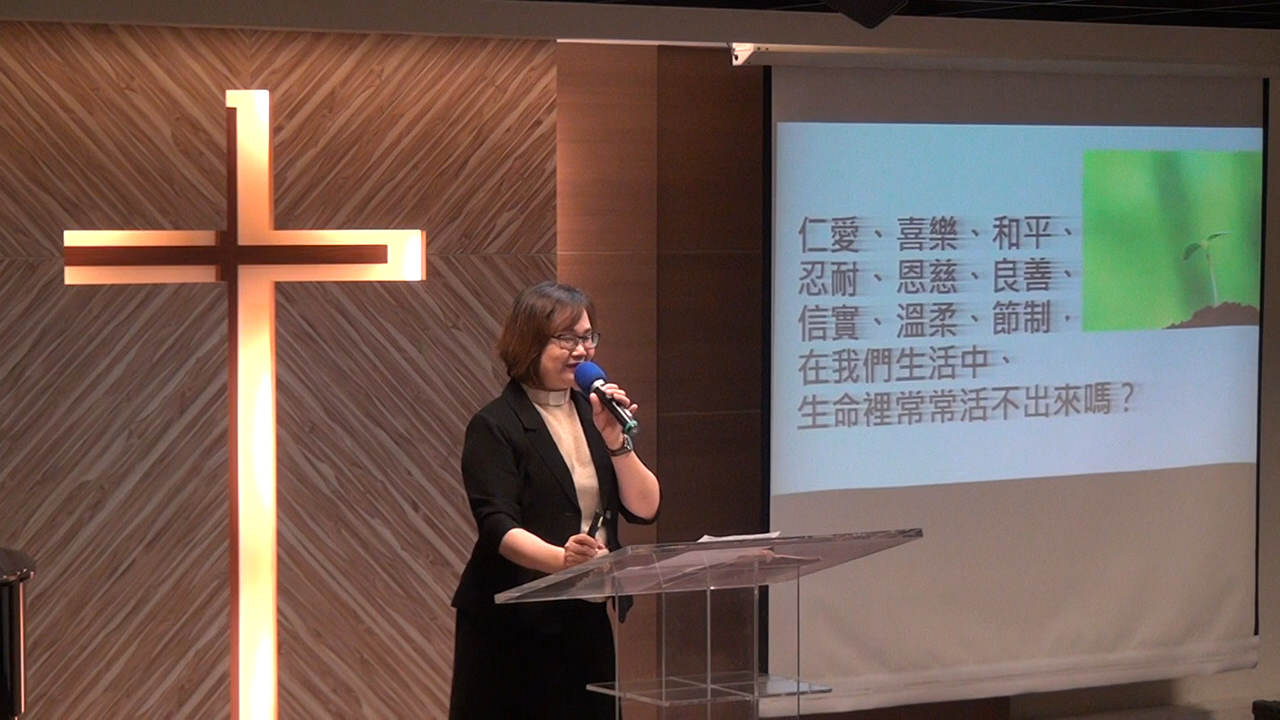 仁愛、喜樂、和平、
忍耐、恩慈、良善、
信實、溫柔、節制，
在我們生活中、
生命裡常常活不出來嗎？